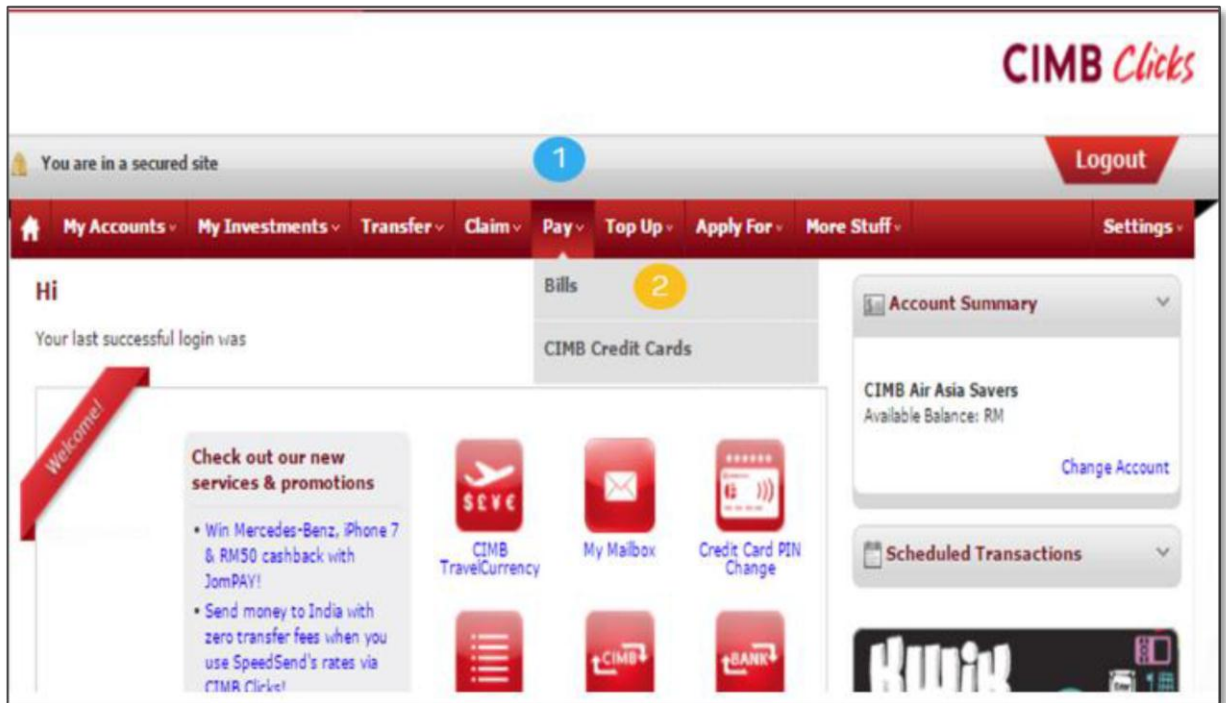 CIMB Clicks
You are in a secured site
1
Logout
My Accounts My Investments Transfer Claim Pay Top Up Apply For More Stuff Settings
Hi
Your last successful login was
Bills 2
CIMB Credit Cards
Account Summary
CIMB Air Asia Savers
Available Balance: RM
Change Account
Scheduled Transactions
Welcome!
Check out our new
services & promotions
• Win Mercedes-Benz, iPhone 7
& RM50 cashback with
JomPAY!
• Send money to India with
zero transfer fees when you
use SpeedSend's rates via
CIMB Clicks!
$£¥€
CIMB
TravelCurrency
My Mailbox
Credit Card PIN
Change
CIMB
BANK
Kwik